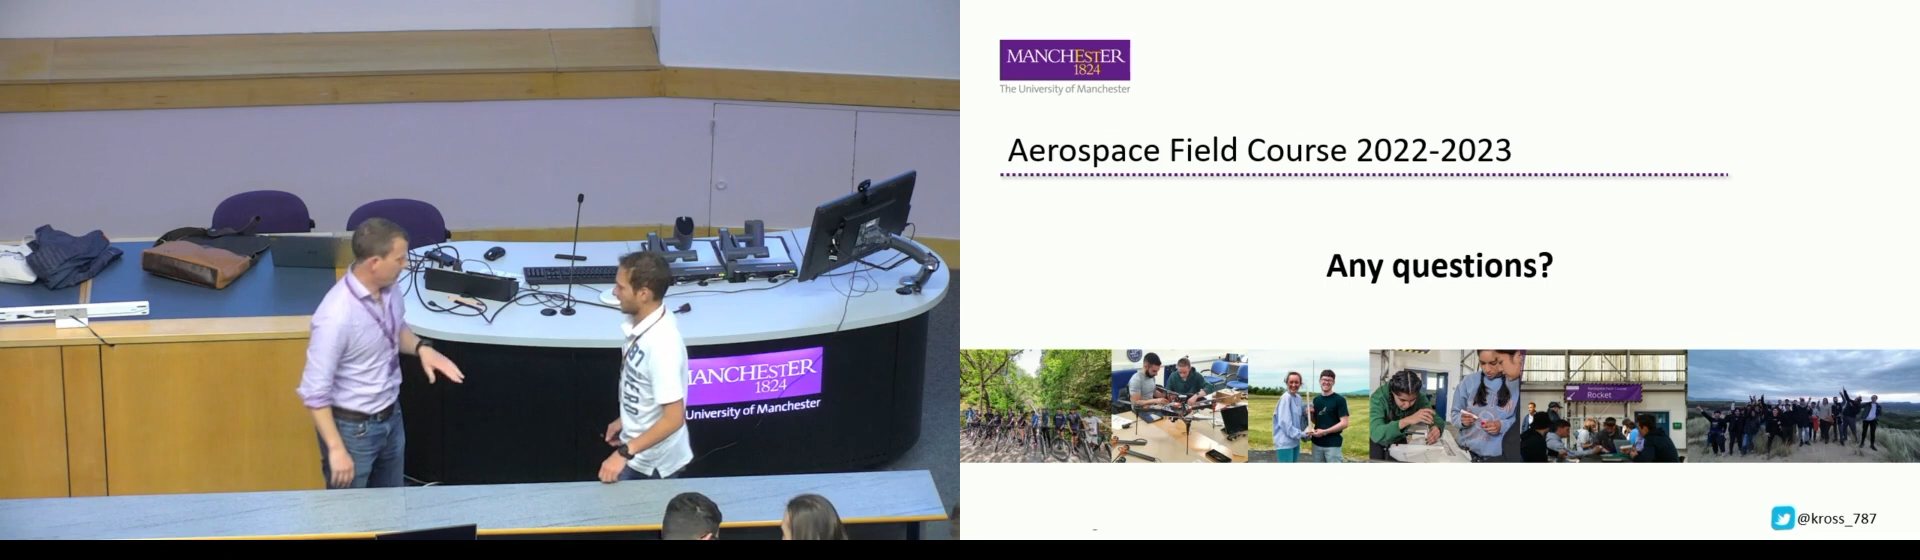 MANCHESTER
1824
University of Manchester
87
MANCHESTER
1824
The University of Manchester
Aerospace Field Course 2022-2023
Any questions?
Rocket
@kross_787